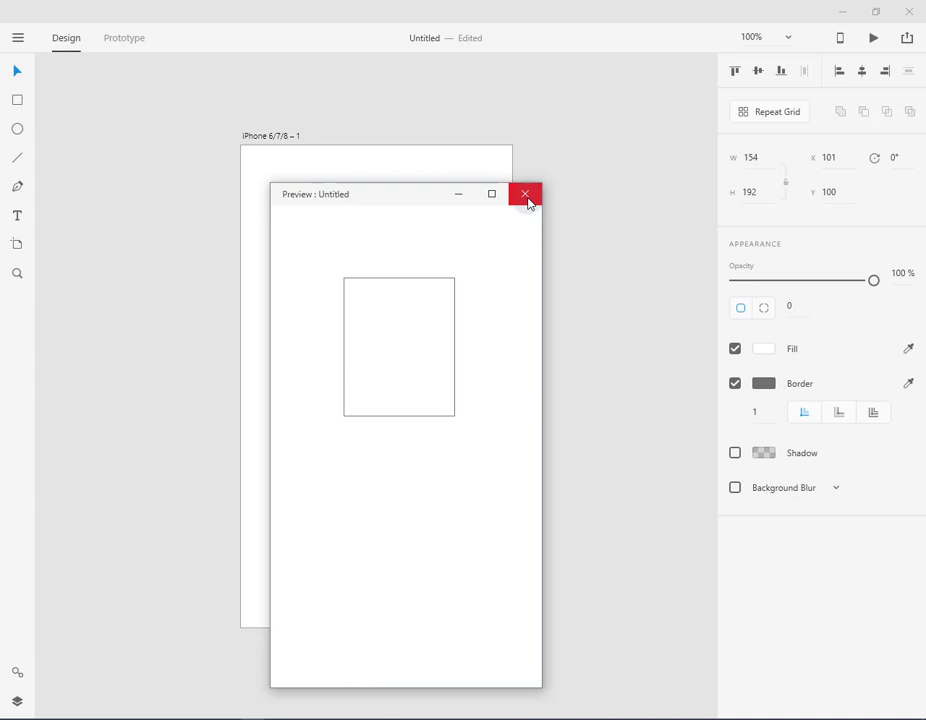 Design
Prototype
Untitled — Edited
100%
Repeat Grid
iPhone 6/7/8 – 1
W 154
X 101
0°
H 192
Y 100
Preview : Untitled
APPEARANCE
Opacity
100 %
0
Fill
Border
1
Shadow
Background Blur
T